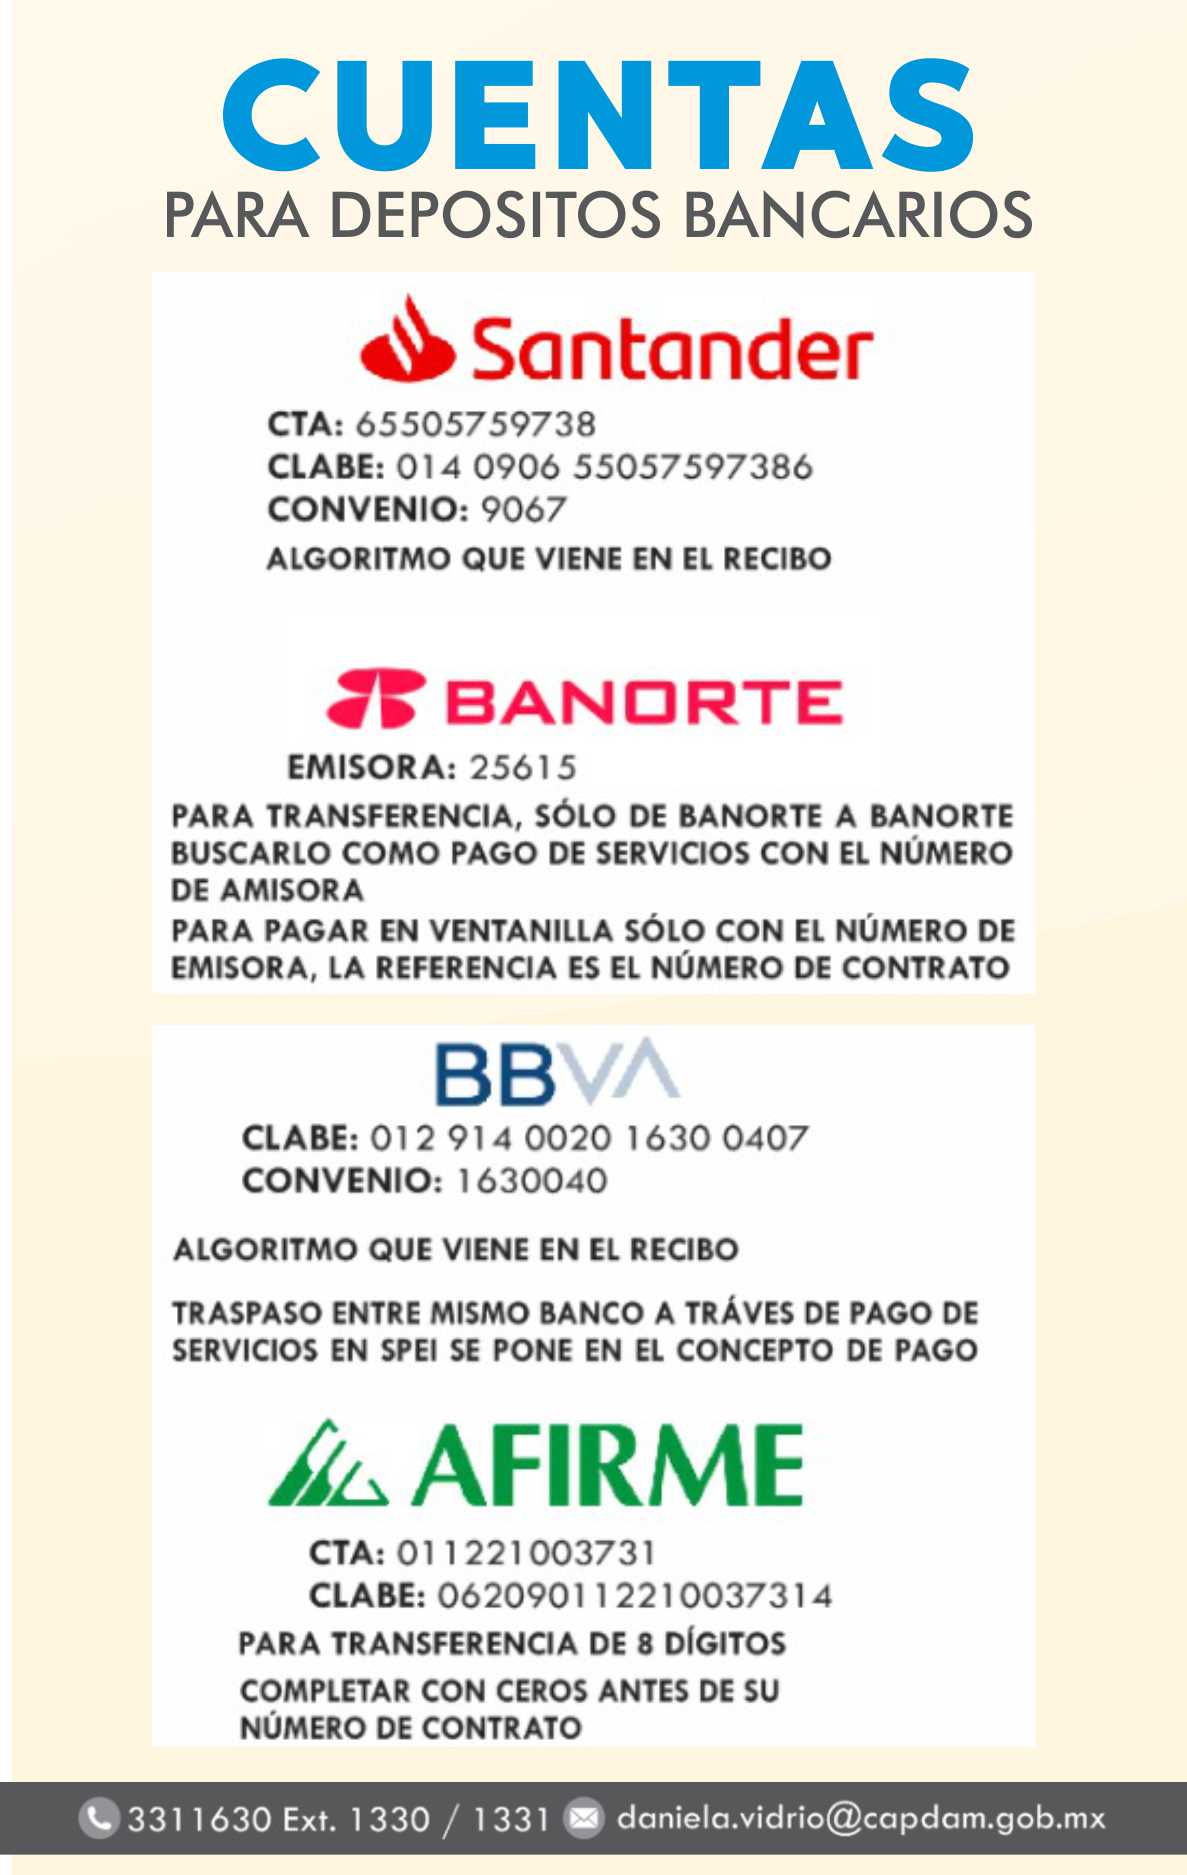 CUENTAS
PARA DEPOSITOS BANCARIOS
Santander
CTA: 65505759738
CLABE: 014 0906 55057597386
CONVENIO: 9067
ALGORITMO QUE VIENE EN EL RECIBO
BANORTE
EMISORA: 25615
PARA TRANSFERENCIA, SÓLO DE BANORTE A BANORTE
BUSCARLO COMO PAGO DE SERVICIOS CON EL NÚMERO
DE AMISORA
PARA PAGAR EN VENTANILLA SÓLO CON EL NÚMERO DE
EMISORA, LA REFERENCIA ES EL NÚMERO DE CONTRATO
BBVA
CLABE: 012 914 0020 1630 0407
CONVENIO: 1630040
ALGORITMO QUE VIENE EN EL RECIBO
TRASPASO ENTRE MISMO BANCO A TRÁVES DE PAGO DE
SERVICIOS EN SPEI SE PONE EN EL CONCEPTO DE PAGO
AFIRME
CTA: 011221003731
CLABE: 062090112210037314
PARA TRANSFERENCIA DE 8 DÍGITOS
COMPLETAR CON CEROS ANTES DE SU
NÚMERO DE CONTRATO
3311630 Ext. 1330 / 1331 daniela.vidrio@capdam.gob.mx